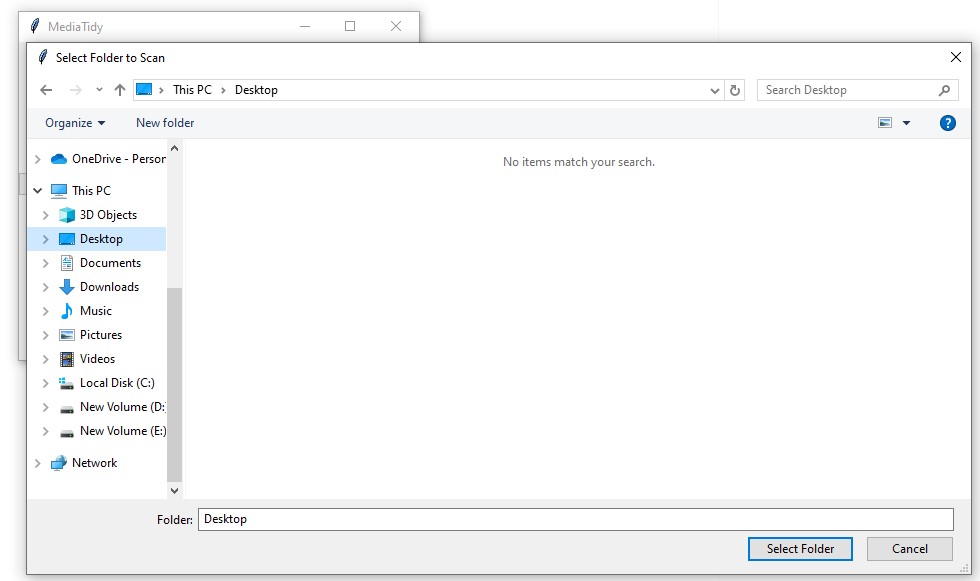 MediaTidy
Select Folder to Scan
This PC > Desktop
Search Desktop
Organize
New folder
?
OneDrive - Person
No items match your search.
This PC
3D Objects
Desktop
Documents
Downloads
Music
Pictures
Videos
Local Disk (C:)
New Volume (D:
New Volume (E:)
Network
Folder: Desktop
Select Folder
Cancel